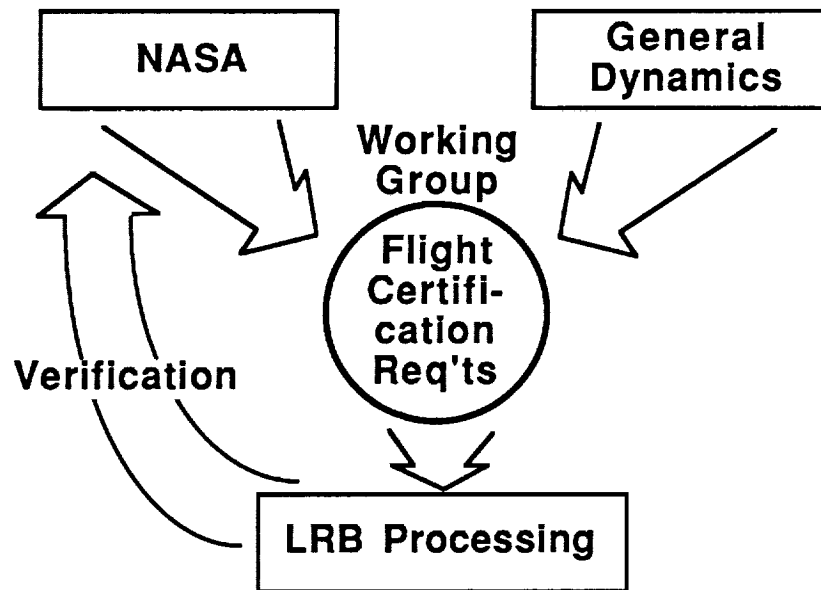 NASA
General
Dynamics
Working
Group
Flight
Certifi-
cation
Req'ts
Verification
LRB Processing